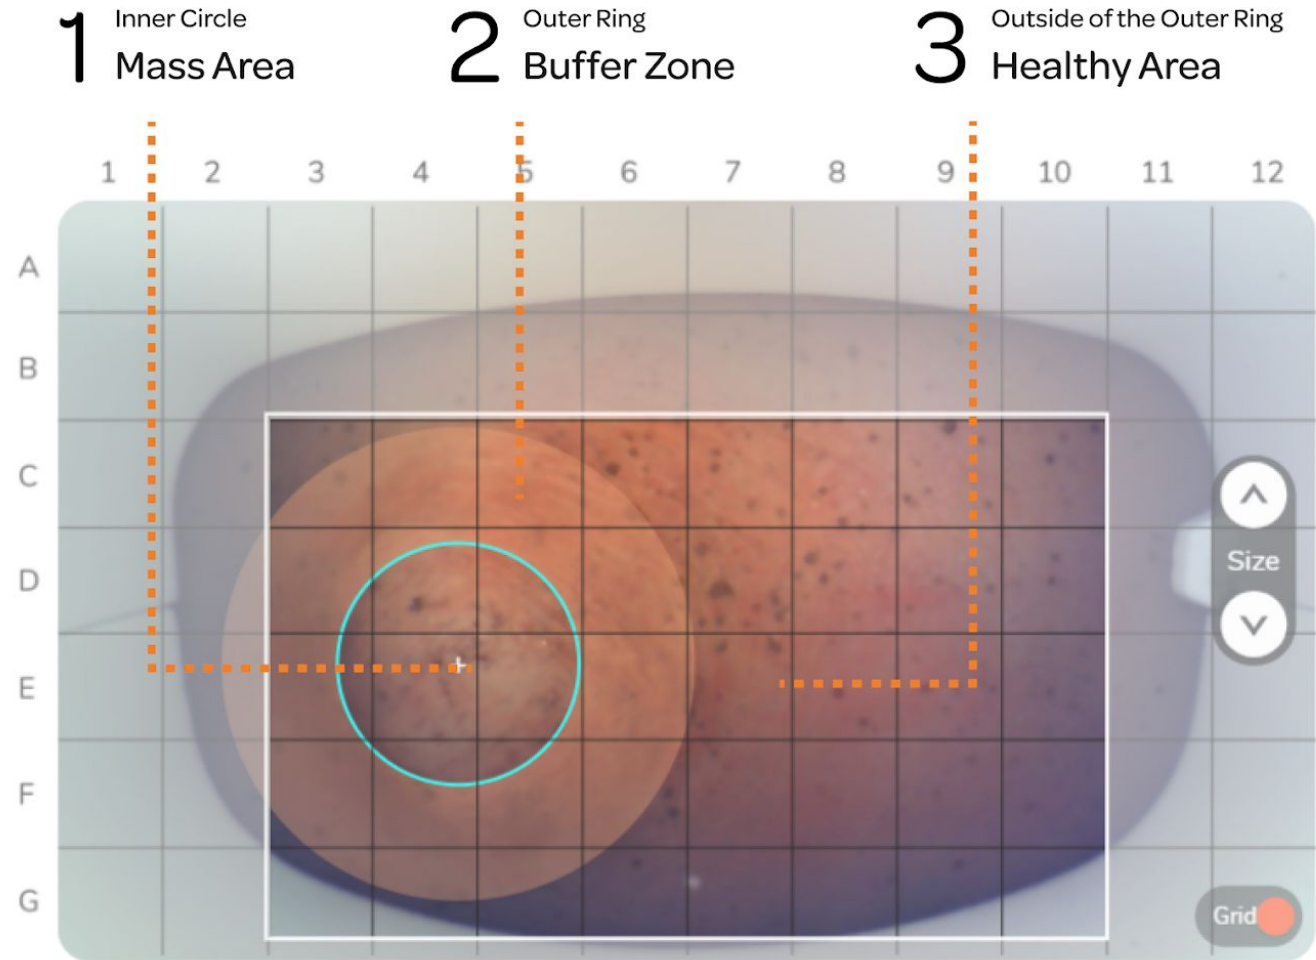 1 Inner Circle
Mass Area
2 Outer Ring
Buffer Zone
3 Outside of the Outer Ring
Healthy Area
1 2 3 4 5 6 7 8 9 10 11 12
A
B
C
D
Size
E
F
G
Grid